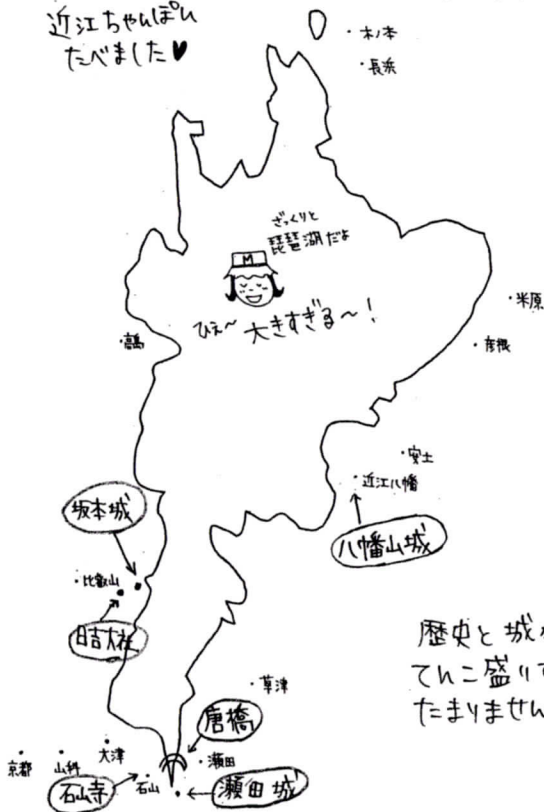 近江ちゃんぽん
たべました♥
・木ノ本
・長浜
ざっくりと
琵琶湖だよ
M
ひえ〜 大きすぎる〜!
・米原
・彦根
・高島
・安土
・近江八幡
八幡山城
坂本城
・比叡山
日吉大社
歴史と城が
てんこ盛りで
たまりません
・草津
唐橋
・瀬田
瀬田城
京都
山科
大津
石山
石山寺